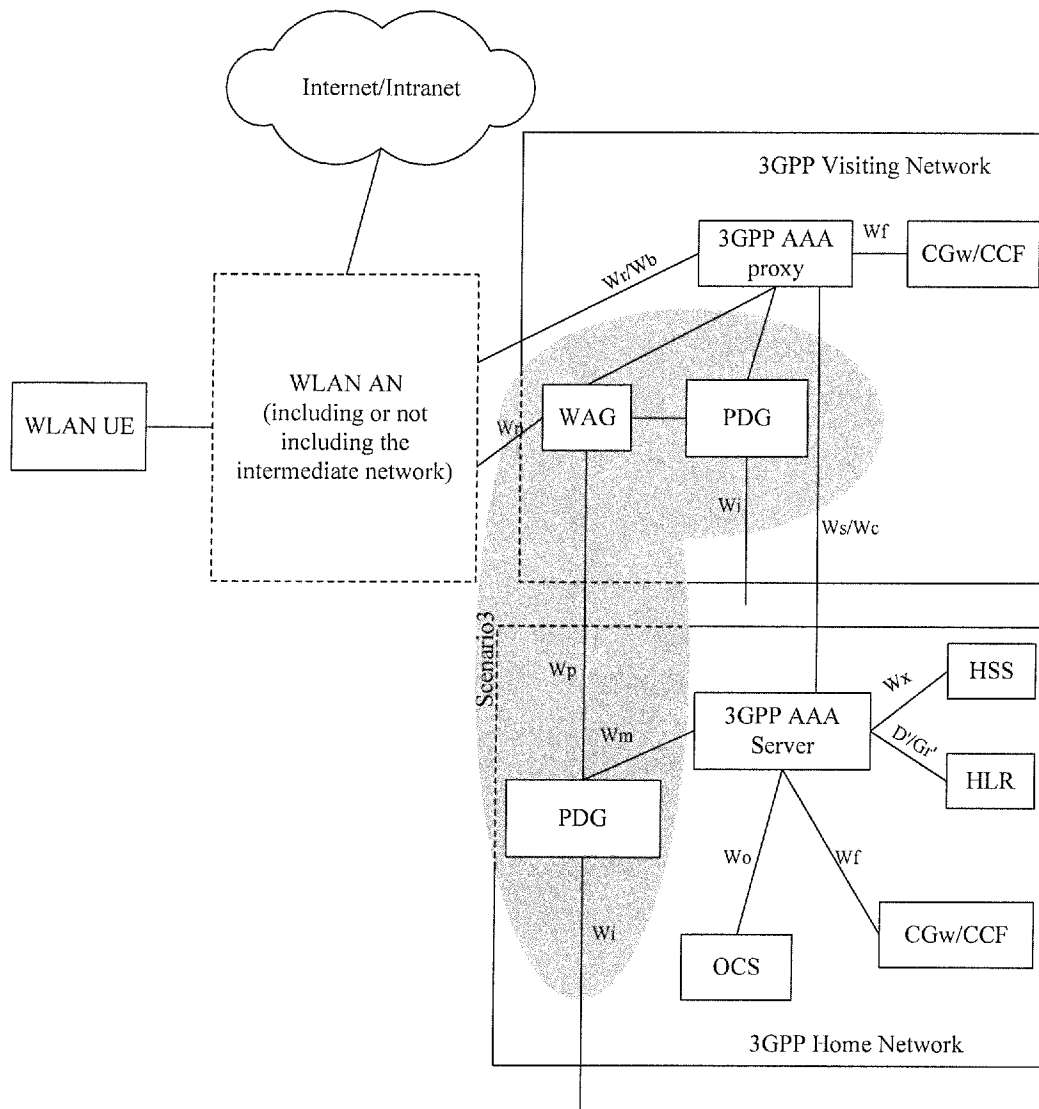 Internet/Intranet
3GPP Visiting Network
3GPP AAA
proxy
Wf
CGw/CCF
Wr/Wb
WLAN UE
WLAN AN
(including or not
including the
intermediate network)
Wn
WAG
PDG
Wi
Ws/Wc
Scenario3
Wp
Wm
3GPP AAA
Server
Wx
HSS
D'/Gr'
HLR
PDG
Wo
Wf
Wi
OCS
CGw/CCF
3GPP Home Network